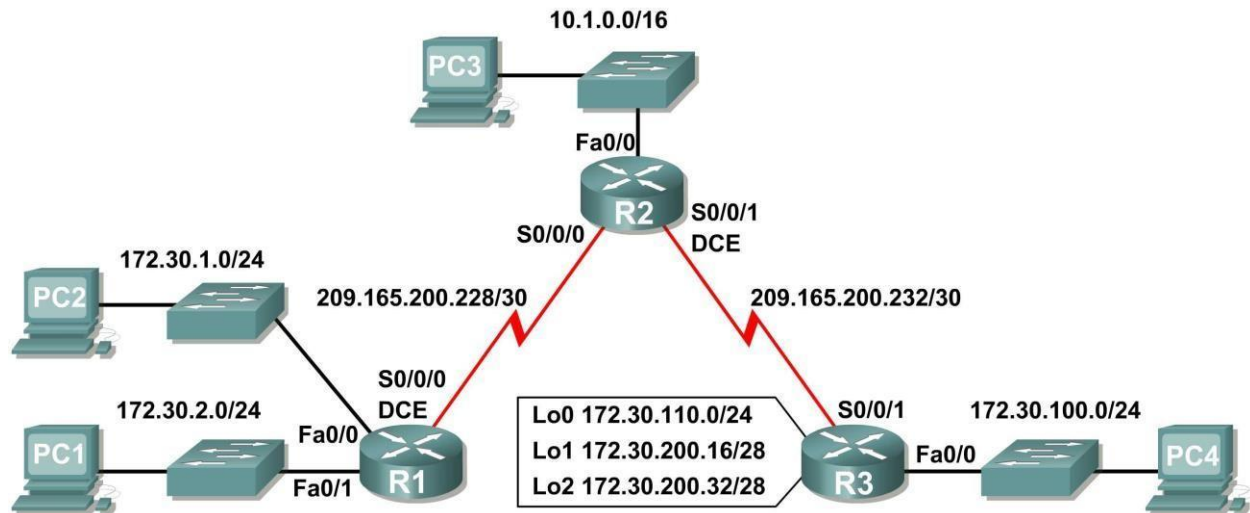 10.1.0.0/16
PC3
Fa0/0
R2
S0/0/0
S0/0/1
DCE
172.30.1.0/24
PC2
209.165.200.228/30
209.165.200.232/30
S0/0/0
DCE
172.30.2.0/24
PC1
Fa0/0
Fa0/1
R1
Lo0 172.30.110.0/24
Lo1 172.30.200.16/28
Lo2 172.30.200.32/28
S0/0/1
R3
Fa0/0
172.30.100.0/24
PC4